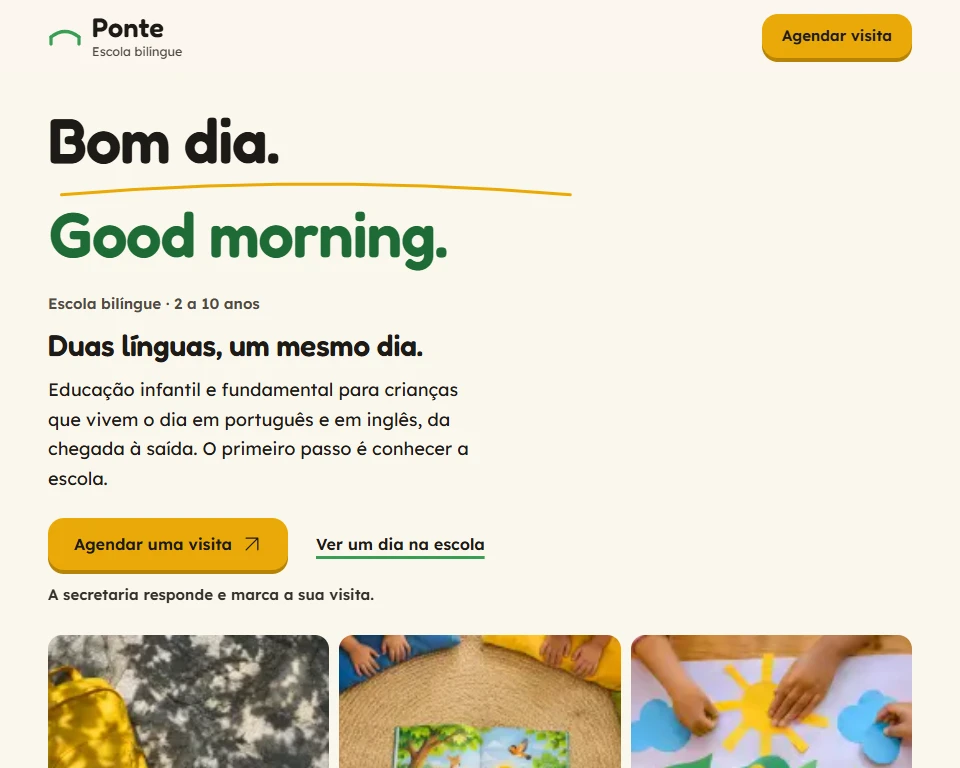 Ponte
Escola bilíngue
Agendar visita
Bom dia.
Good morning.
Escola bilíngue · 2 a 10 anos
Duas línguas, um mesmo dia.
Educação infantil e fundamental para crianças
que vivem o dia em português e em inglês, da
chegada à saída. O primeiro passo é conhecer a
escola.
Agendar uma visita
Ver um dia na escola
A secretaria responde e marca a sua visita.